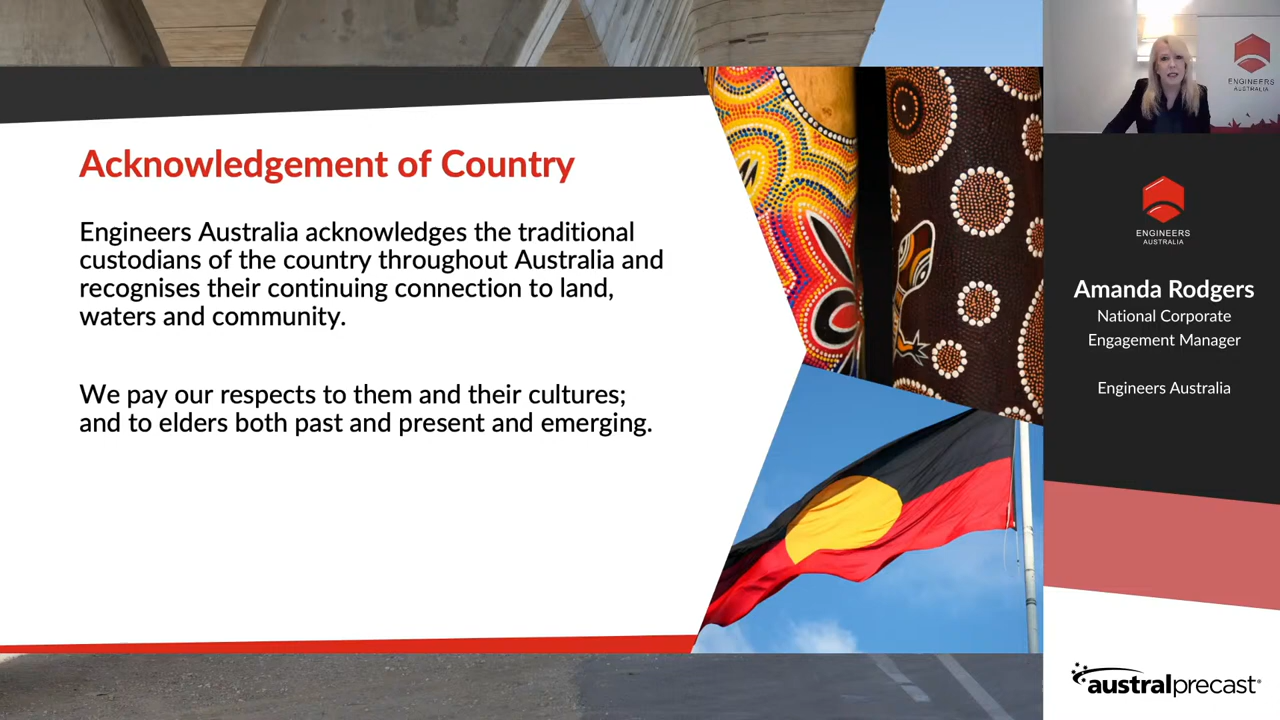 Acknowledgement of Country
Engineers Australia acknowledges the traditional
custodians of the country throughout Australia and
recognises their continuing connection to land,
waters and community.
We pay our respects to them and their cultures;
and to elders both past and present and emerging.
ENGINEERS
AUSTRALIA
ENGINEERS
AUSTRALIA
Amanda Rodgers
National Corporate
Engagement Manager
Engineers Australia
australprecast®